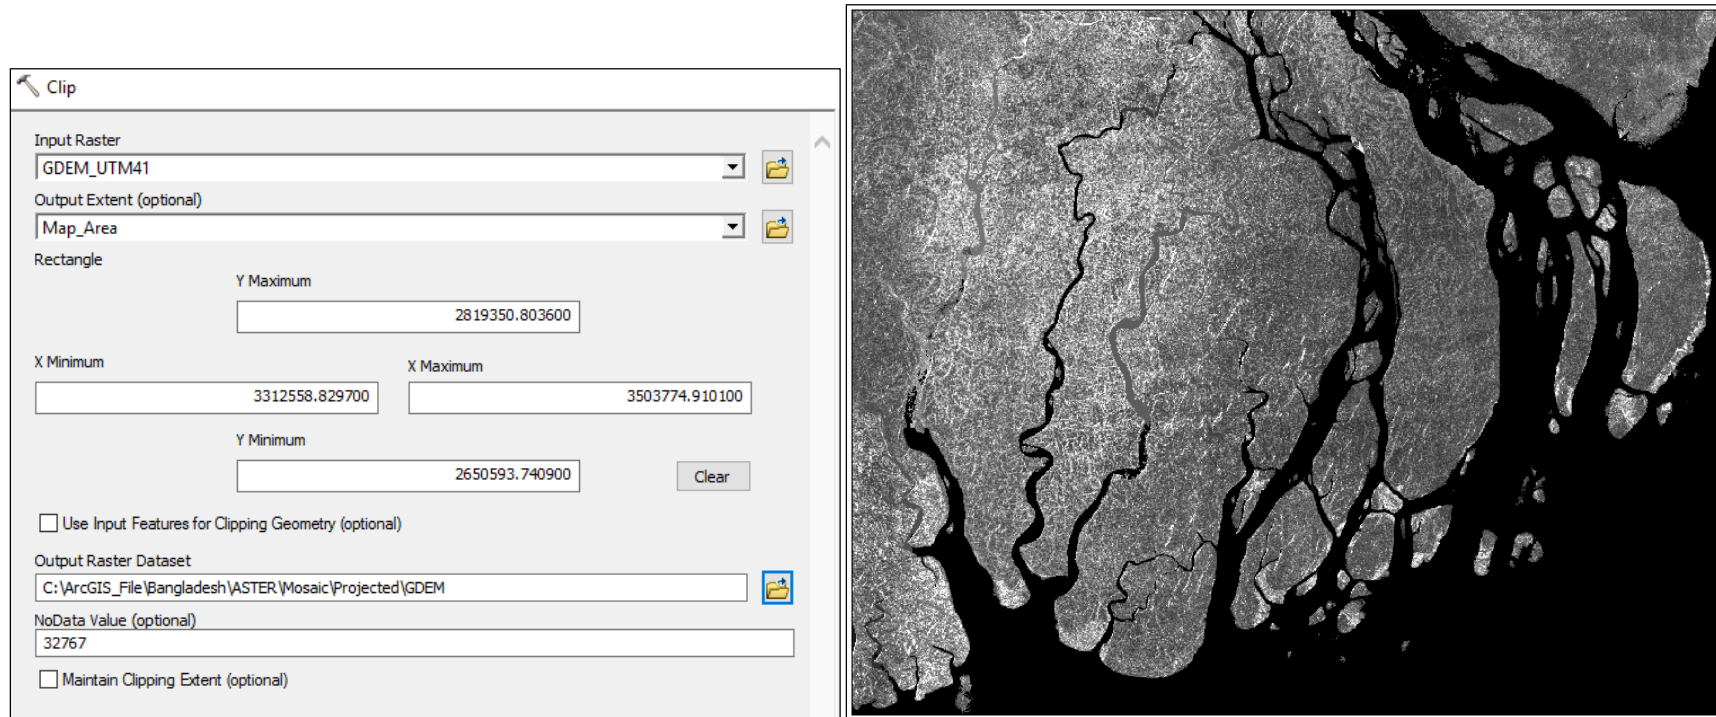 Clip
Input Raster
GDEM_UTM41
Output Extent (optional)
Map_Area
Rectangle
Y Maximum
2819350.803600
X Minimum
X Maximum
3312558.829700
3503774.910100
Y Minimum
2650593.740900
Clear
Use Input Features for Clipping Geometry (optional)
Output Raster Dataset
C:\ArcGIS_File\Bangladesh\ASTER\Mosaic\Projected\GDEM
NoData Value (optional)
32767
Maintain Clipping Extent (optional)